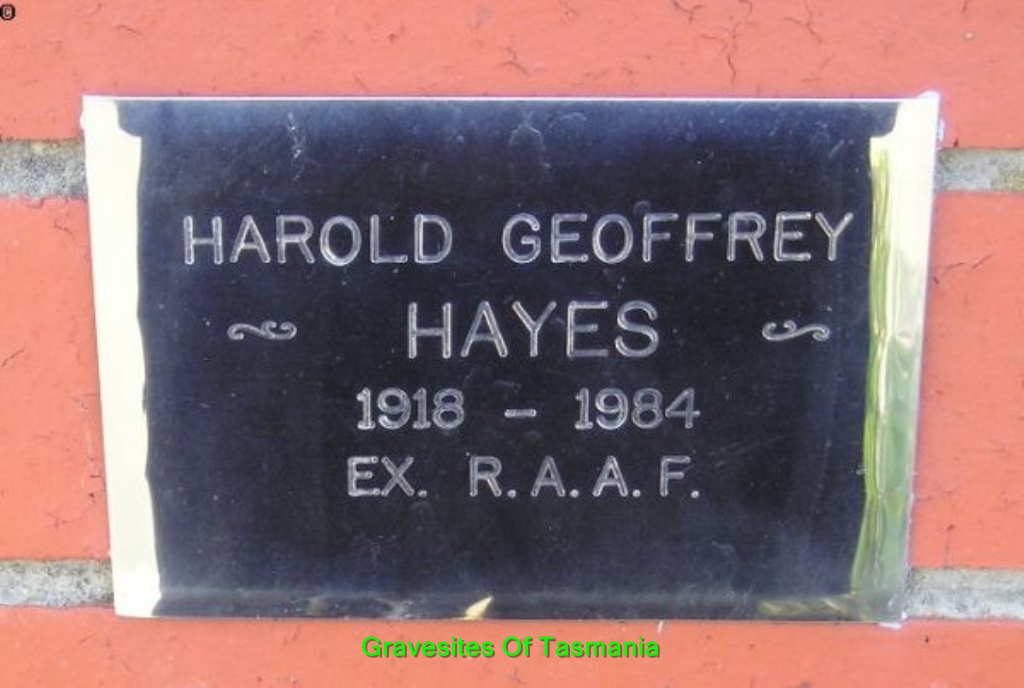 ©
HAROLD GEOFFREY
HAYES
1918 - 1984
EX. R.A.A.F.
Gravesites Of Tasmania